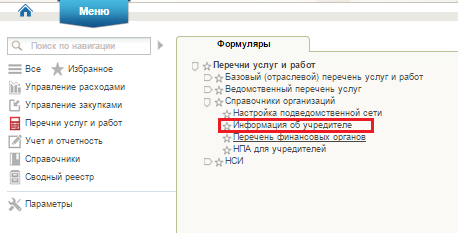 Меню
Поиск по навигации
Все Избранное
Управление расходами
Управление закупками
Перечни услуг и работ
Учет и отчетность
Справочники
Сводный реестр
Параметры
Формуляры
Перечни услуг и работ
Базовый (отраслевой) перечень услуг и работ
Ведомственный перечень услуг
Справочники организаций
Настройка подведомственной сети
Информация об учредителе
Перечень финансовых органов
НПА для учредителей
НСИ